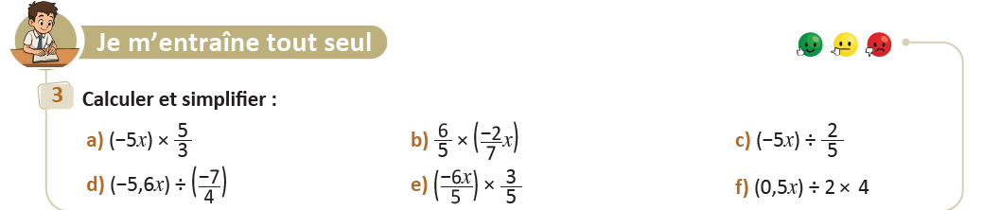 Je m'entraîne tout seul
3 Calculer et simplifier :
a) (−5x) × 5/3 b) 6/5 × (−2/7 x) c) (−5x) ÷ 2/5
d) (−5,6x) ÷ (−7/4) e) (−6x/5) × 3/5 f) (0,5x) ÷ 2 × 4